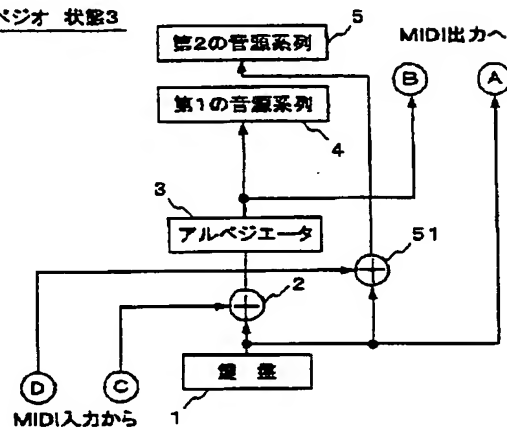 ペジオ 状態3
5
第2の音源系列
MIDI出力へ
B
A
第1の音源系列
4
3
アルペジエータ
51
2
D
C
鍵 盤
1
MIDI入力から